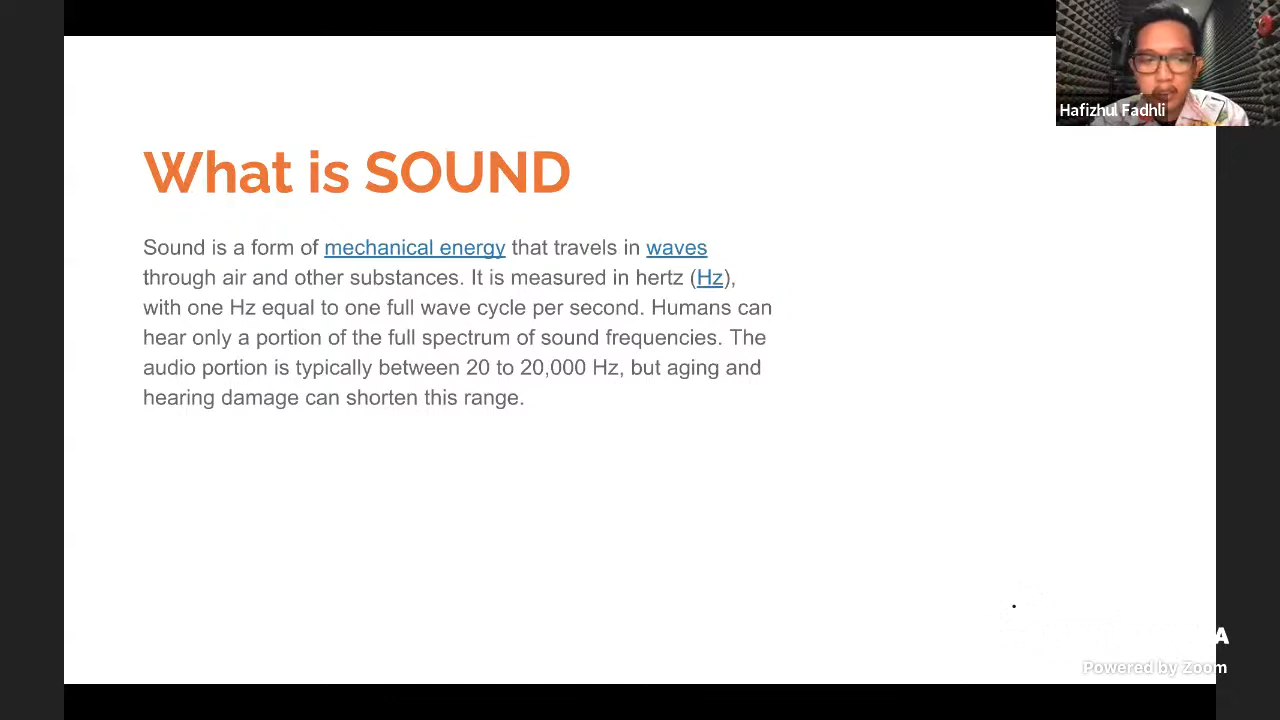 Hafizhul Fadhli
What is SOUND
Sound is a form of mechanical energy that travels in waves
through air and other substances. It is measured in hertz (Hz),
with one Hz equal to one full wave cycle per second. Humans can
hear only a portion of the full spectrum of sound frequencies. The
audio portion is typically between 20 to 20,000 Hz, but aging and
hearing damage can shorten this range.
A
Powered by Zoom